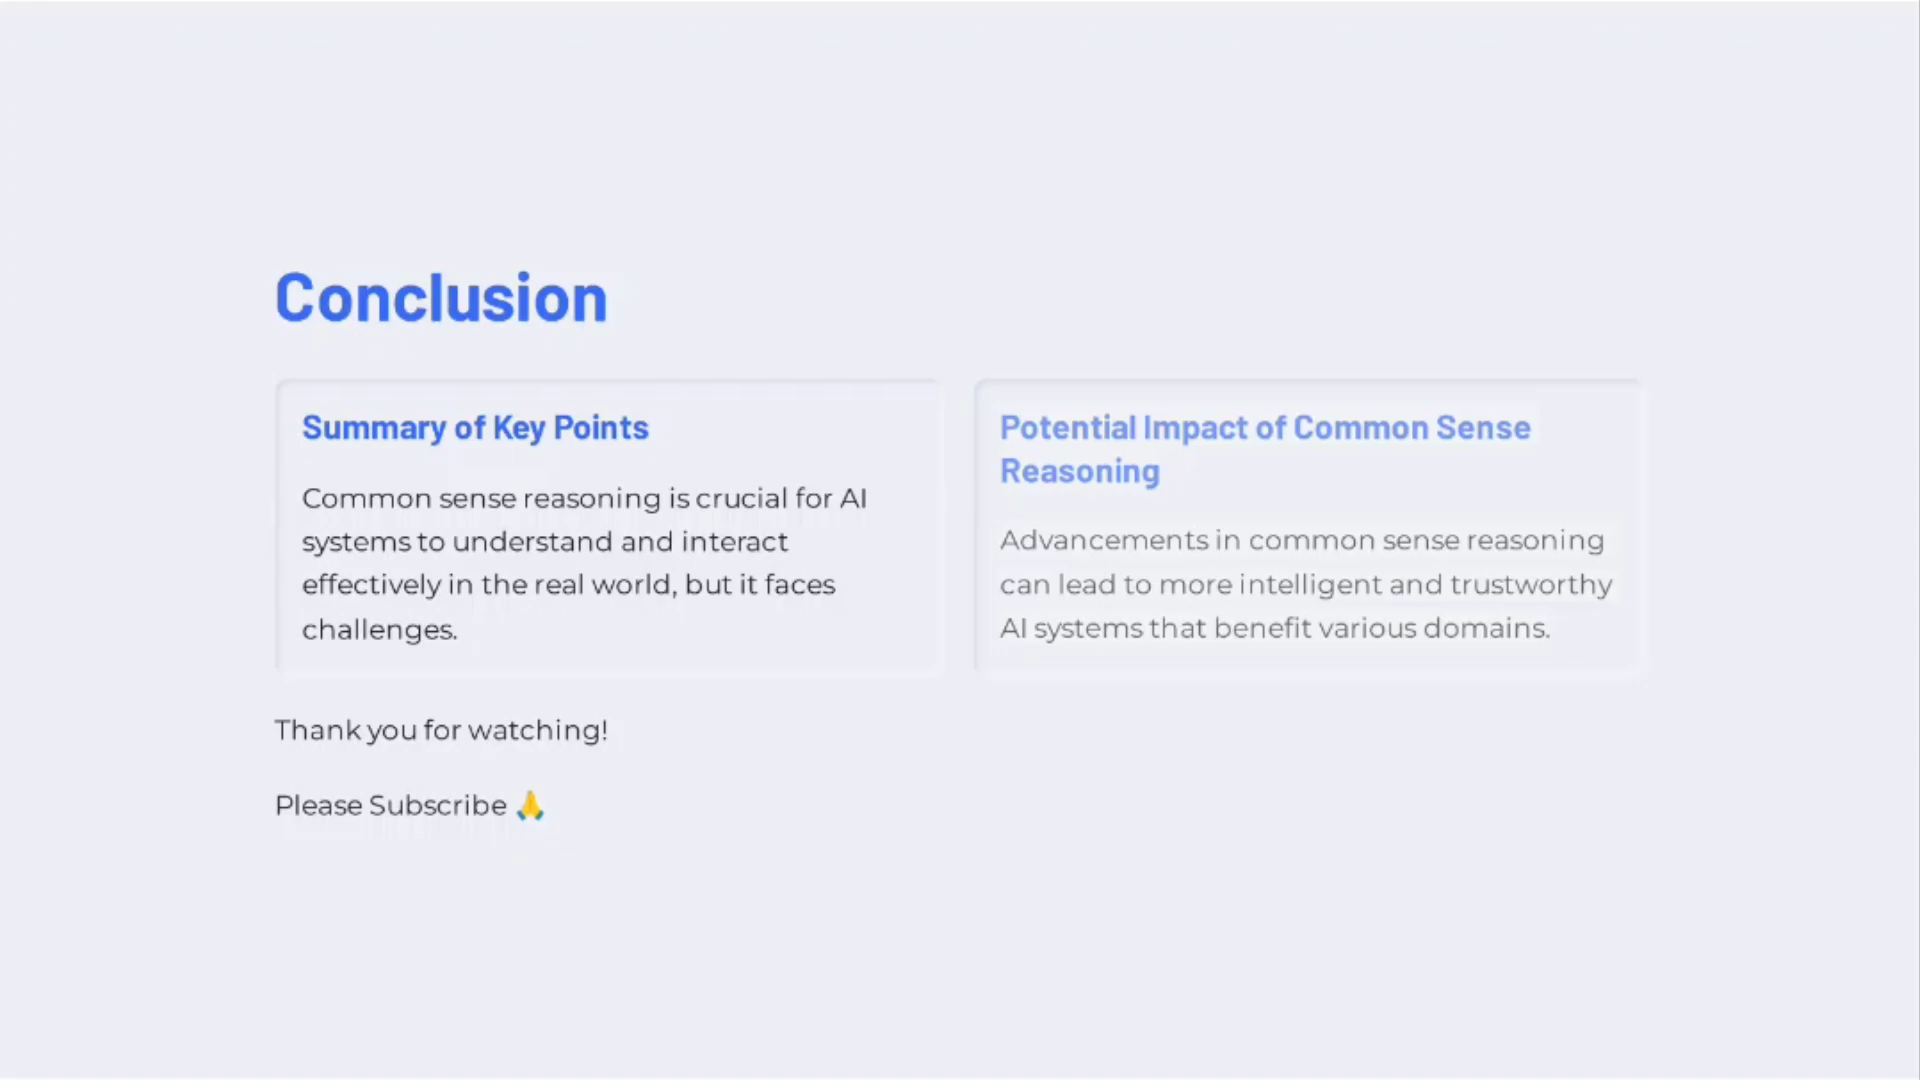 Conclusion
Summary of Key Points
Common sense reasoning is crucial for AI
systems to understand and interact
effectively in the real world, but it faces
challenges.
Potential Impact of Common Sense
Reasoning
Advancements in common sense reasoning
can lead to more intelligent and trustworthy
AI systems that benefit various domains.
Thank you for watching!
Please Subscribe 🙏